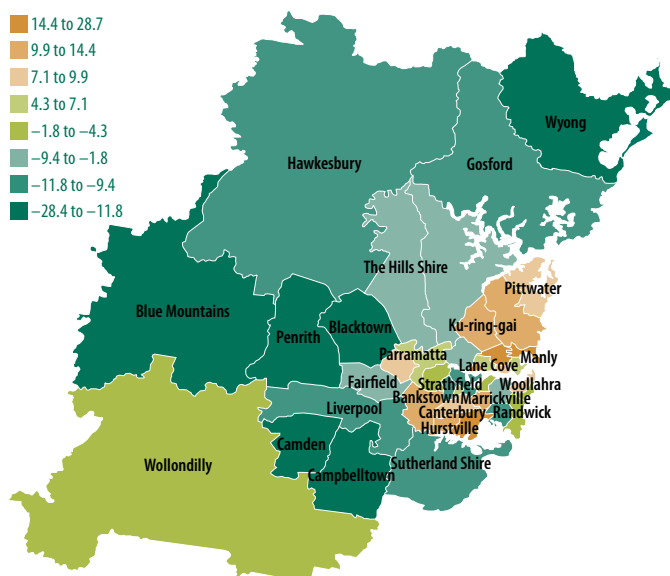 14.4 to 28.7
9.9 to 14.4
7.1 to 9.9
4.3 to 7.1
–1.8 to –4.3
–9.4 to –1.8
–11.8 to –9.4
–28.4 to –11.8
Wyong
Hawkesbury
Gosford
The Hills Shire
Pittwater
Blue Mountains
Ku-ring-gai
Penrith
Blacktown
Parramatta
Manly
Lane Cove
Fairfield
Strathfield
Woollahra
Bankstown
Marrickville
Liverpool
Canterbury
Randwick
Hurstville
Camden
Wollondilly
Sutherland Shire
Campbelltown